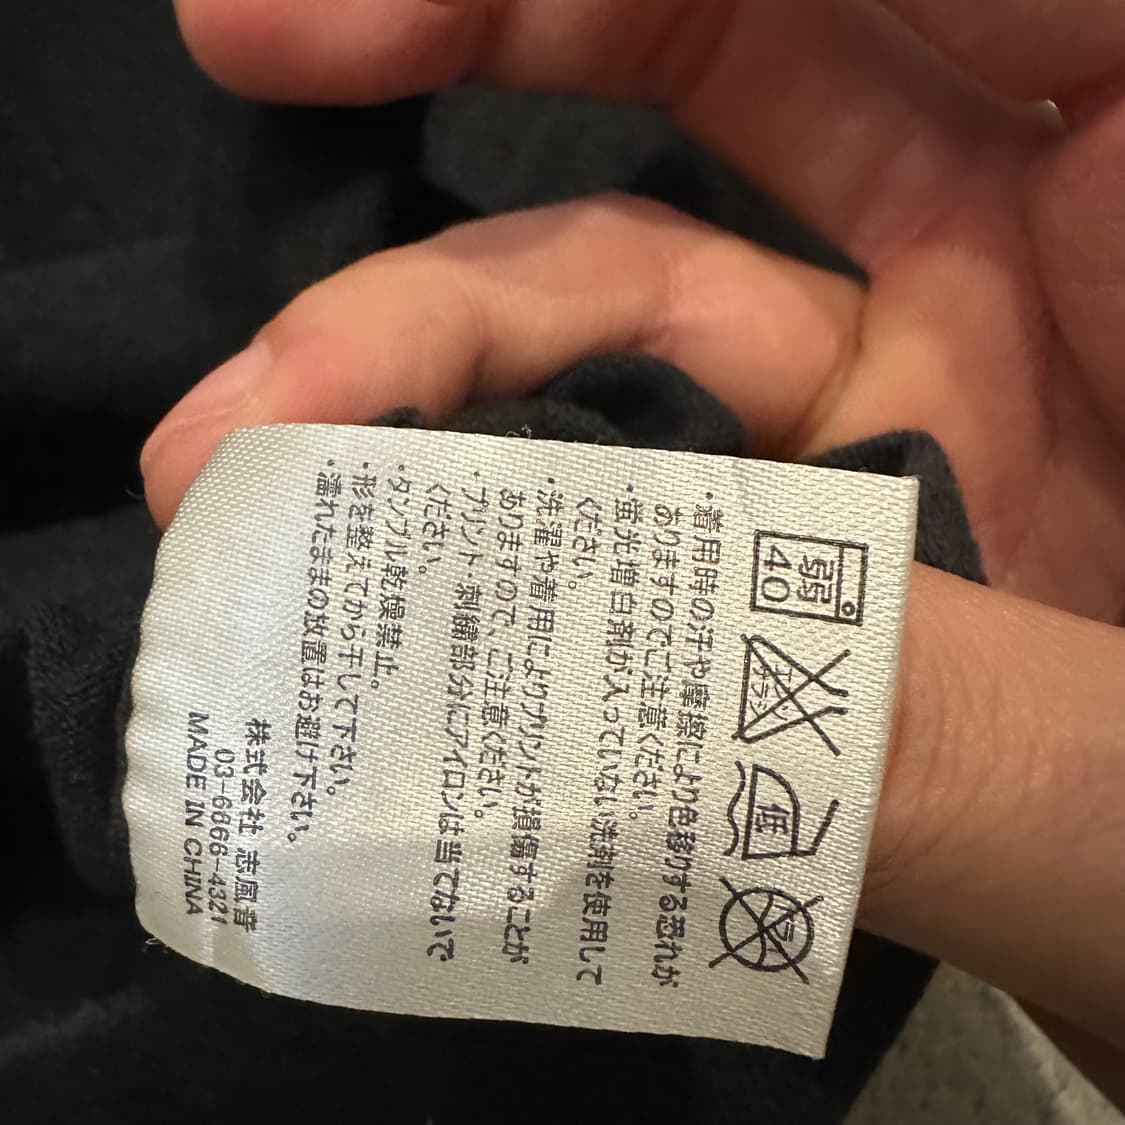 弱
40
エンソサラシ
低
ドライ
・着用時の汗や摩擦により色移りする恐れが
ありますのでご注意ください。
・蛍光増白剤が入っていない洗剤を使用して
ください。
・洗濯や着用によりプリントが損傷することが
ありますので、ご注意ください。
・プリント・刺繍部分にアイロンは当てないで
ください。
・タンブル乾燥禁止。
・形を整えてから干して下さい。
・濡れたままの放置はお避け下さい。
株式会社 志風音
03-6666-4321
MADE IN CHINA